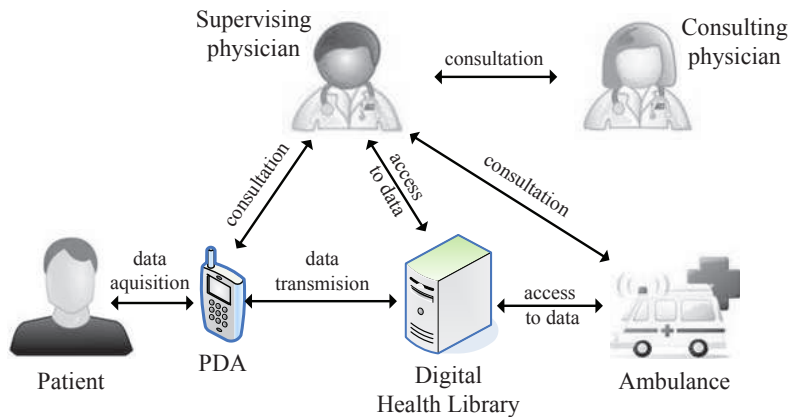 Supervising
physician
Consulting
physician
consultation
consultation
access
to data
consultation
data
aquisition
data
transmision
access
to data
Patient
PDA
Digital
Health Library
Ambulance